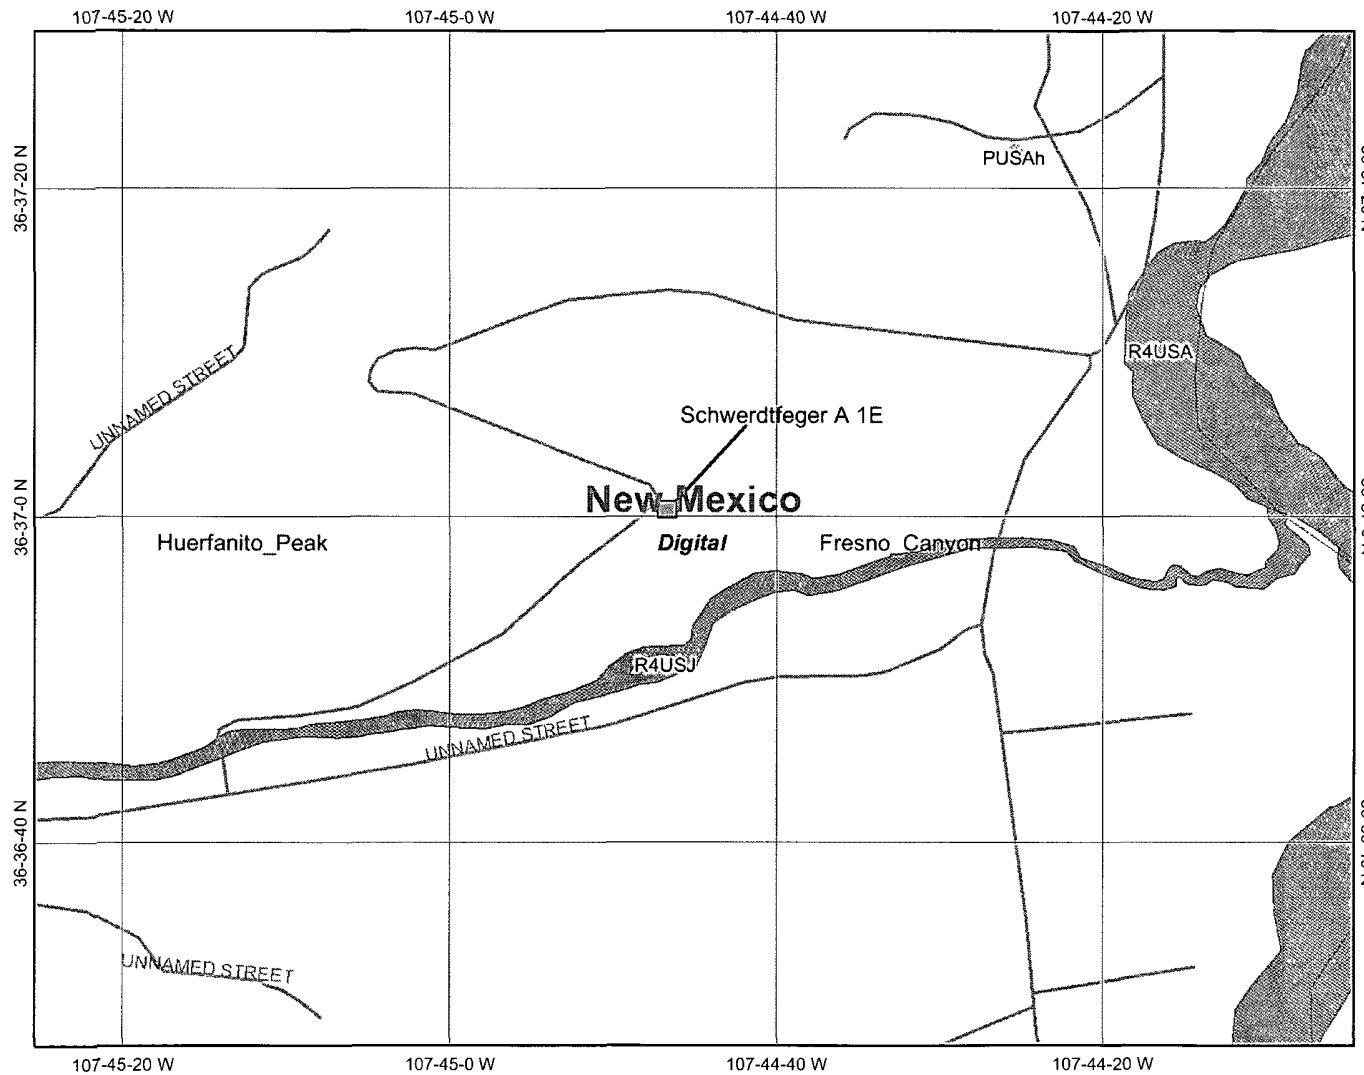 107-45-20 W
107-45-0 W
107-44-40 W
107-44-20 W
36-37-20 N
PUSAh
UNNAMED STREET
R4USA
Schwerdtfeger A 1E
New Mexico
36-37-0 N
Huerfanito_Peak
Digital
Fresno_Canyon
R4USJ
UNNAMED STREET
36-36-40 N
UNNAMED STREET
107-45-20 W
107-45-0 W
107-44-40 W
107-44-20 W